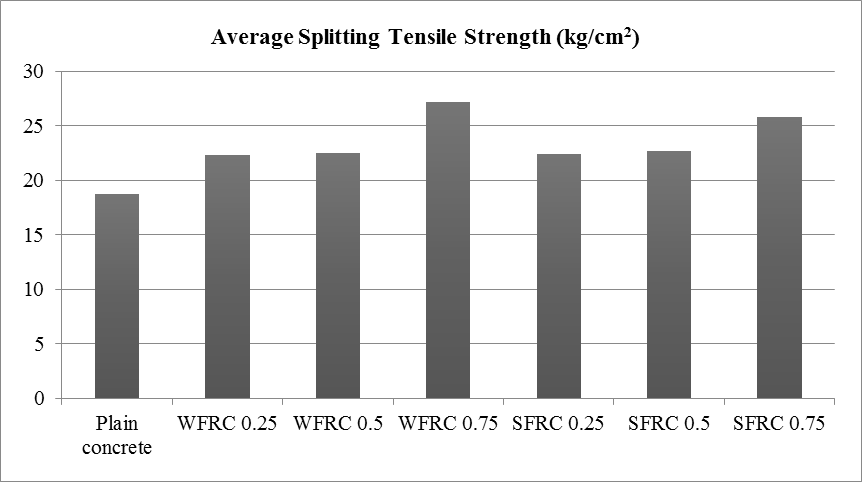 Average Splitting Tensile Strength (kg/cm²)
30
25
20
15
10
5
0
Plain
concrete
WFRC 0.25
WFRC 0.5
WFRC 0.75
SFRC 0.25
SFRC 0.5
SFRC 0.75